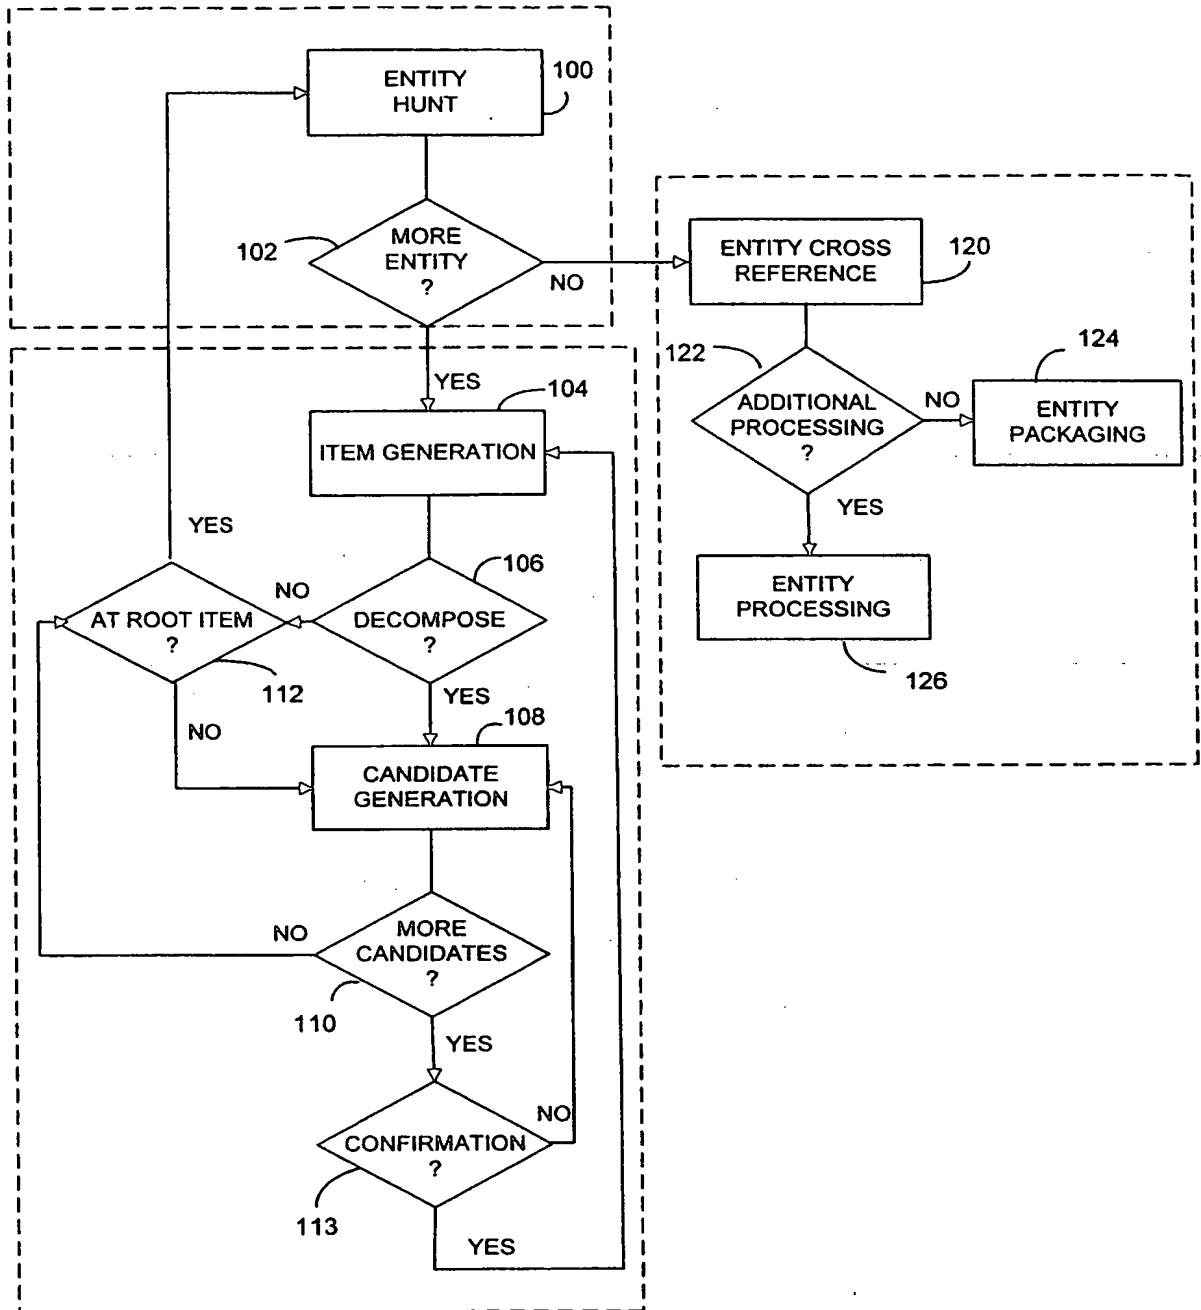 ENTITY
HUNT
100
102
MORE
ENTITY
?
NO
YES
ENTITY CROSS
REFERENCE
120
122
ADDITIONAL
PROCESSING
?
NO
124
ENTITY
PACKAGING
YES
ENTITY
PROCESSING
126
104
ITEM GENERATION
YES
106
NO
AT ROOT ITEM
?
DECOMPOSE
?
112
YES
NO
108
CANDIDATE
GENERATION
NO
MORE
CANDIDATES
?
110
YES
NO
CONFIRMATION
?
113
YES